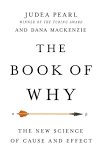 JUDEA PEARL
WINNER OF THE TURING AWARD
AND DANA MACKENZIE
THE
BOOK OF
WHY
THE NEW SCIENCE
OF CAUSE AND EFFECT